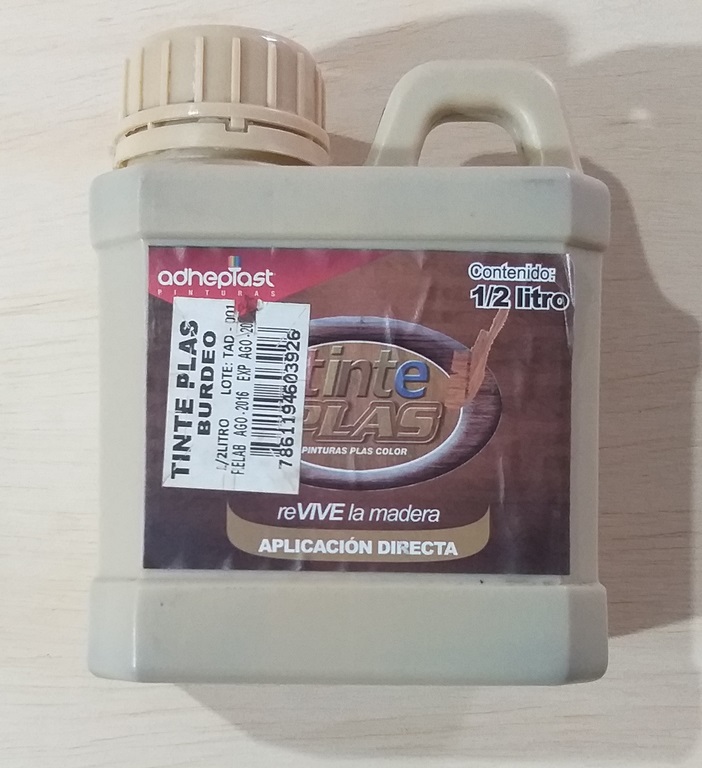 adheplast
PINTURAS
Contenido:
1/2 litro
TINTE PLAS
BURDEO
1/2LITRO LOTE: TAD - 001
F.ELAB AGO - 2016 EXP AGO - 20
7861194603926
tinte
PLAS
PINTURAS PLAS COLOR
reVIVE la madera
APLICACIÓN DIRECTA